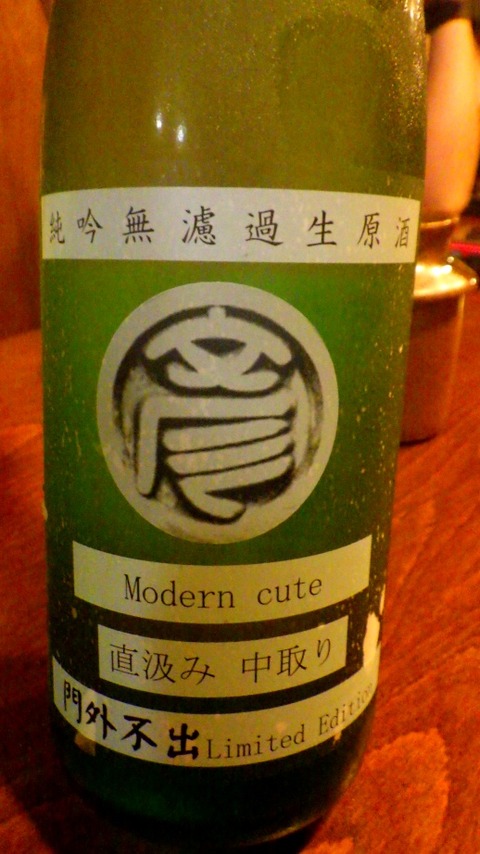 純吟無濾過生原酒
Modern cute
直汲み 中取り
門外不出 Limited Edition